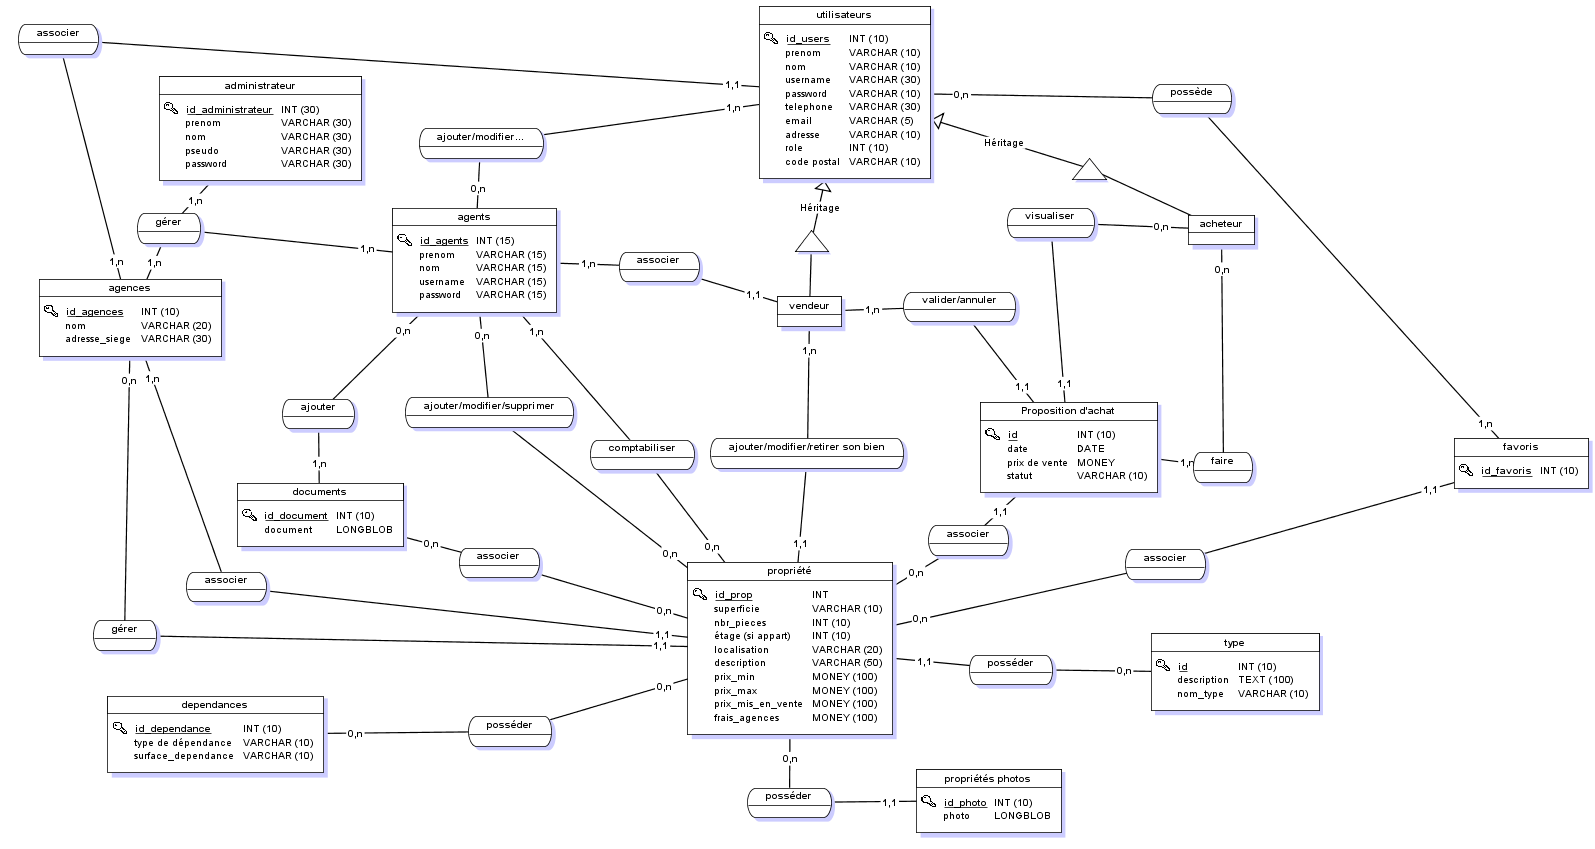 utilisateurs
id_users INT (10)
prenom VARCHAR (10)
nom VARCHAR (10)
username VARCHAR (30)
password VARCHAR (10)
telephone VARCHAR (30)
email VARCHAR (5)
adresse VARCHAR (10)
role INT (10)
code postal VARCHAR (10)
associer
1,1
1,n
administrateur
id_administrateur INT (30)
prenom VARCHAR (30)
nom VARCHAR (30)
pseudo VARCHAR (30)
password VARCHAR (30)
1,n
ajouter/modifier...
1,n
0,n
possède
0,n
1,n
Héritage
Héritage
gérer
1,n
1,n
agents
id_agents INT (15)
prenom VARCHAR (15)
nom VARCHAR (15)
username VARCHAR (15)
password VARCHAR (15)
visualiser
0,n
1,1
acheteur
0,n
associer
1,n
1,1
agences
id_agences INT (10)
nom VARCHAR (20)
adresse_siege VARCHAR (30)
vendeur
1,n
valider/annuler
1,1
0,n
0,n
1,n
1,n
0,n
1,n
ajouter
1,n
ajouter/modifier/supprimer
0,n
comptabiliser
0,n
ajouter/modifier/retirer son bien
1,1
Proposition d'achat
id INT (10)
date DATE
prix de vente MONEY
statut VARCHAR (10)
1,n
faire
favoris
id_favoris INT (10)
1,1
documents
id_document INT (10)
document LONGBLOB
0,n
associer
0,n
1,1
associer
0,n
associer
0,n
associer
1,1
gérer
1,1
propriété
id_prop INT
superficie VARCHAR (10)
nbr_pieces INT (10)
étage (si appart) INT (10)
localisation VARCHAR (20)
description VARCHAR (50)
prix_min MONEY (100)
prix_max MONEY (100)
prix_mis_en_vente MONEY (100)
frais_agences MONEY (100)
1,1
posséder
0,n
type
id INT (10)
description TEXT (100)
nom_type VARCHAR (10)
dependances
id_dependance INT (10)
type de dépendance VARCHAR (10)
surface_dependance VARCHAR (10)
0,n
posséder
0,n
0,n
posséder
1,1
propriétés photos
id_photo INT (10)
photo LONGBLOB